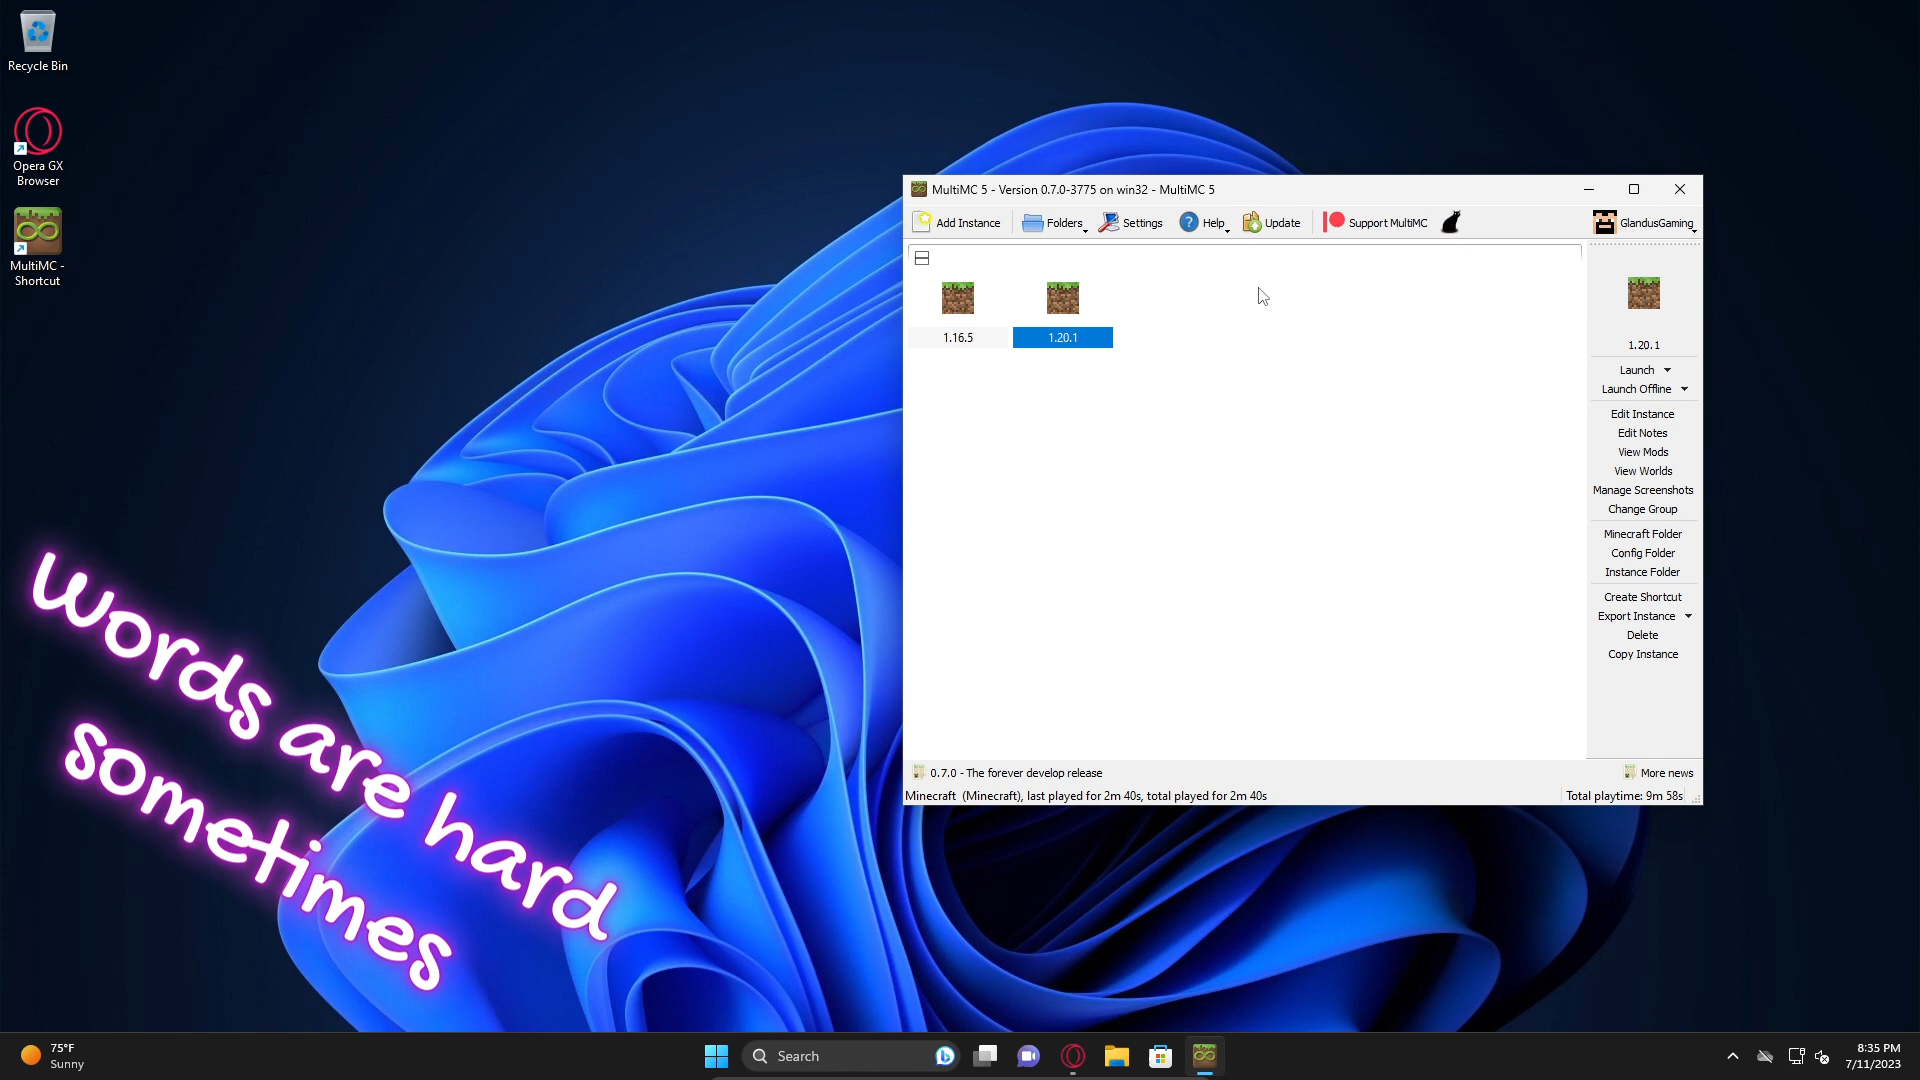 Recycle Bin
Opera GX
Browser
MultiMC -
Shortcut
Words are hard
sometimes
MultiMC 5 - Version 0.7.0-3775 on win32 - MultiMC 5
Add Instance
Folders
Settings
Help
Update
Support MultiMC
GlandusGaming
1.16.5
1.20.1
1.20.1
Launch
Launch Offline
Edit Instance
Edit Notes
View Mods
View Worlds
Manage Screenshots
Change Group
Minecraft Folder
Config Folder
Instance Folder
Create Shortcut
Export Instance
Delete
Copy Instance
0.7.0 - The forever develop release
More news
Minecraft (Minecraft), last played for 2m 40s, total played for 2m 40s
Total playtime: 9m 58s
75°F
Sunny
Search
8:35 PM
7/11/2023